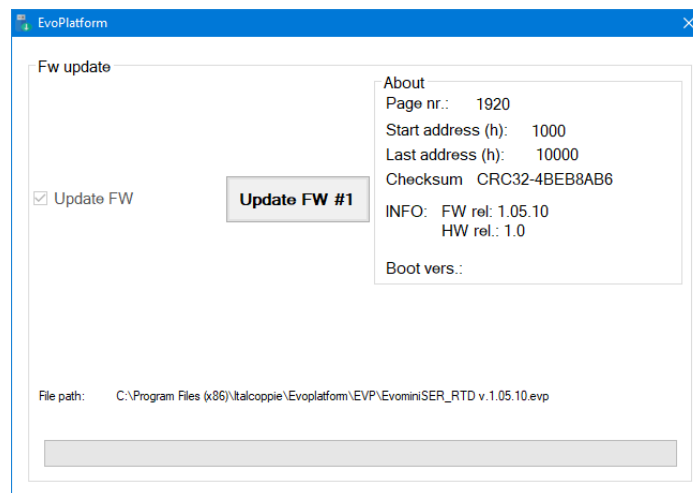 EvoPlatform
Fw update
About
Page nr.: 1920
Start address (h): 1000
Last address (h): 10000
Checksum CRC32-4BEB8AB6
Update FW
Update FW #1
INFO: FW rel: 1.05.10
HW rel.: 1.0
Boot vers.:
File path: C:\Program Files (x86)\Italcoppie\Evoplatform\EVP\EvominiSER_RTD v.1.05.10.evp